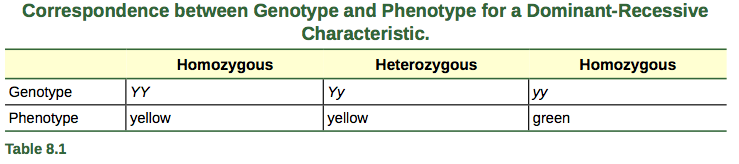 Correspondence between Genotype and Phenotype for a Dominant-Recessive
Characteristic.
Homozygous Heterozygous Homozygous
Genotype YY Yy yy
Phenotype yellow yellow green
Table 8.1